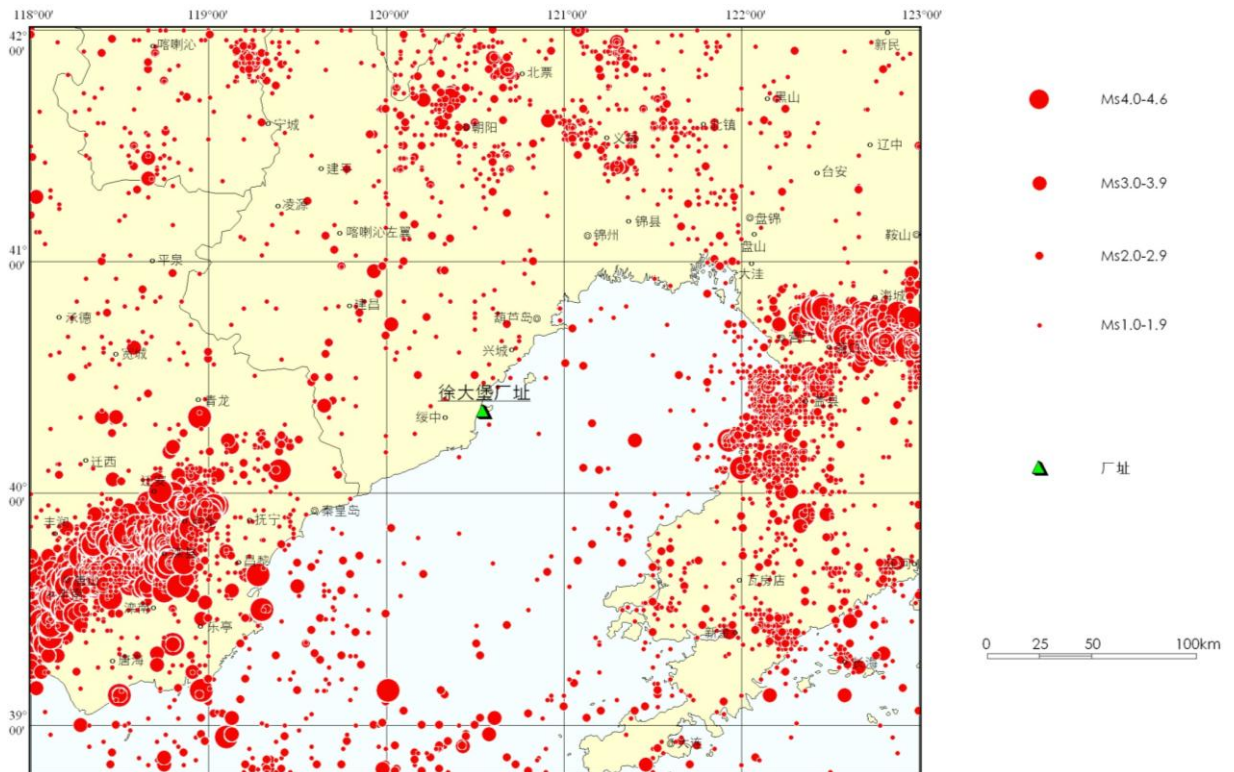 118°00′ 119°00′ 120°00′ 121°00′ 122°00′ 123°00′
42°
00′
喀喇沁
新民
北票
黑山
宁城
朝阳
北镇
辽中
建平
台安
凌源
锦县
盘锦
喀喇沁左翼
锦州
鞍山
盘山
41°
00′
平泉
大洼
建昌
海城
承德
葫芦岛
宽城
兴城
徐大堡厂址
青龙
绥中
迁西
40°
00′
秦皇岛
抚宁
昌黎
瓦房店
乐亭
唐海
39°
00′
大连
Ms4.0-4.6
Ms3.0-3.9
Ms2.0-2.9
Ms1.0-1.9
厂址
0 25 50 100km